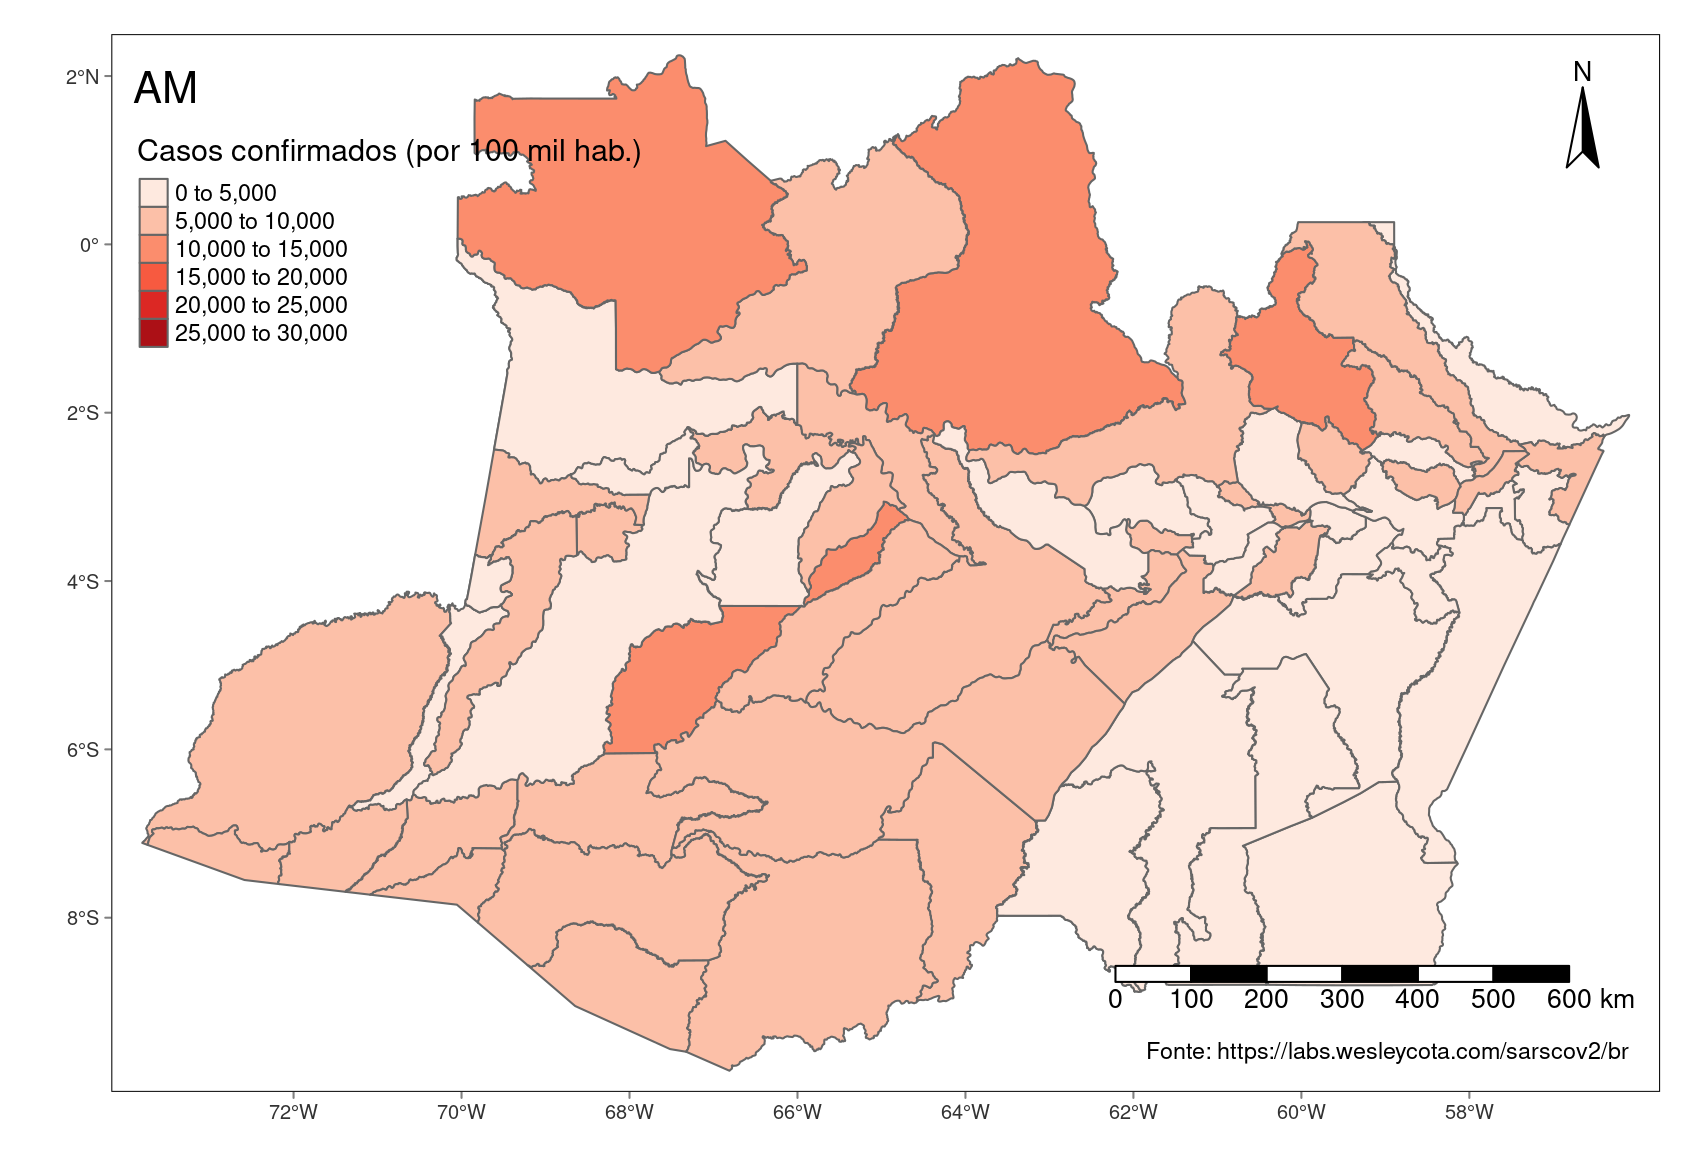 AM
N
Casos confirmados (por 100 mil hab.)
0 to 5,000
5,000 to 10,000
10,000 to 15,000
15,000 to 20,000
20,000 to 25,000
25,000 to 30,000
2°N
0°
2°S
4°S
6°S
8°S
0 100 200 300 400 500 600 km
Fonte: https://labs.wesleycota.com/sarscov2/br
72°W 70°W 68°W 66°W 64°W 62°W 60°W 58°W